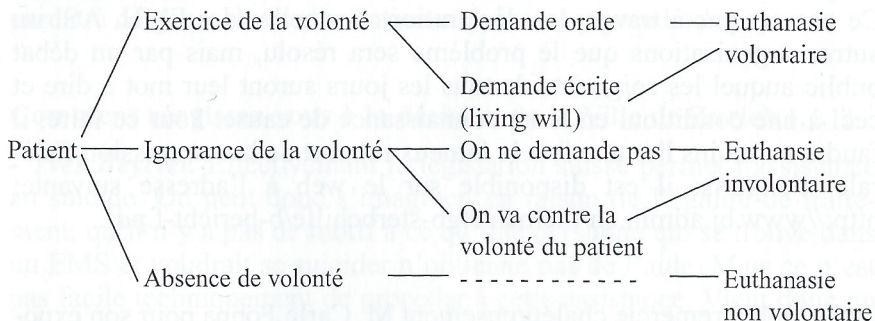 Exercice de la volonté
Demande orale
Euthanasie
volontaire
Demande écrite
(living will)
Patient
Ignorance de la volonté
On ne demande pas
Euthansie
involontaire
On va contre la
volonté du patient
Absence de volonté
Euthanasie
non volontaire